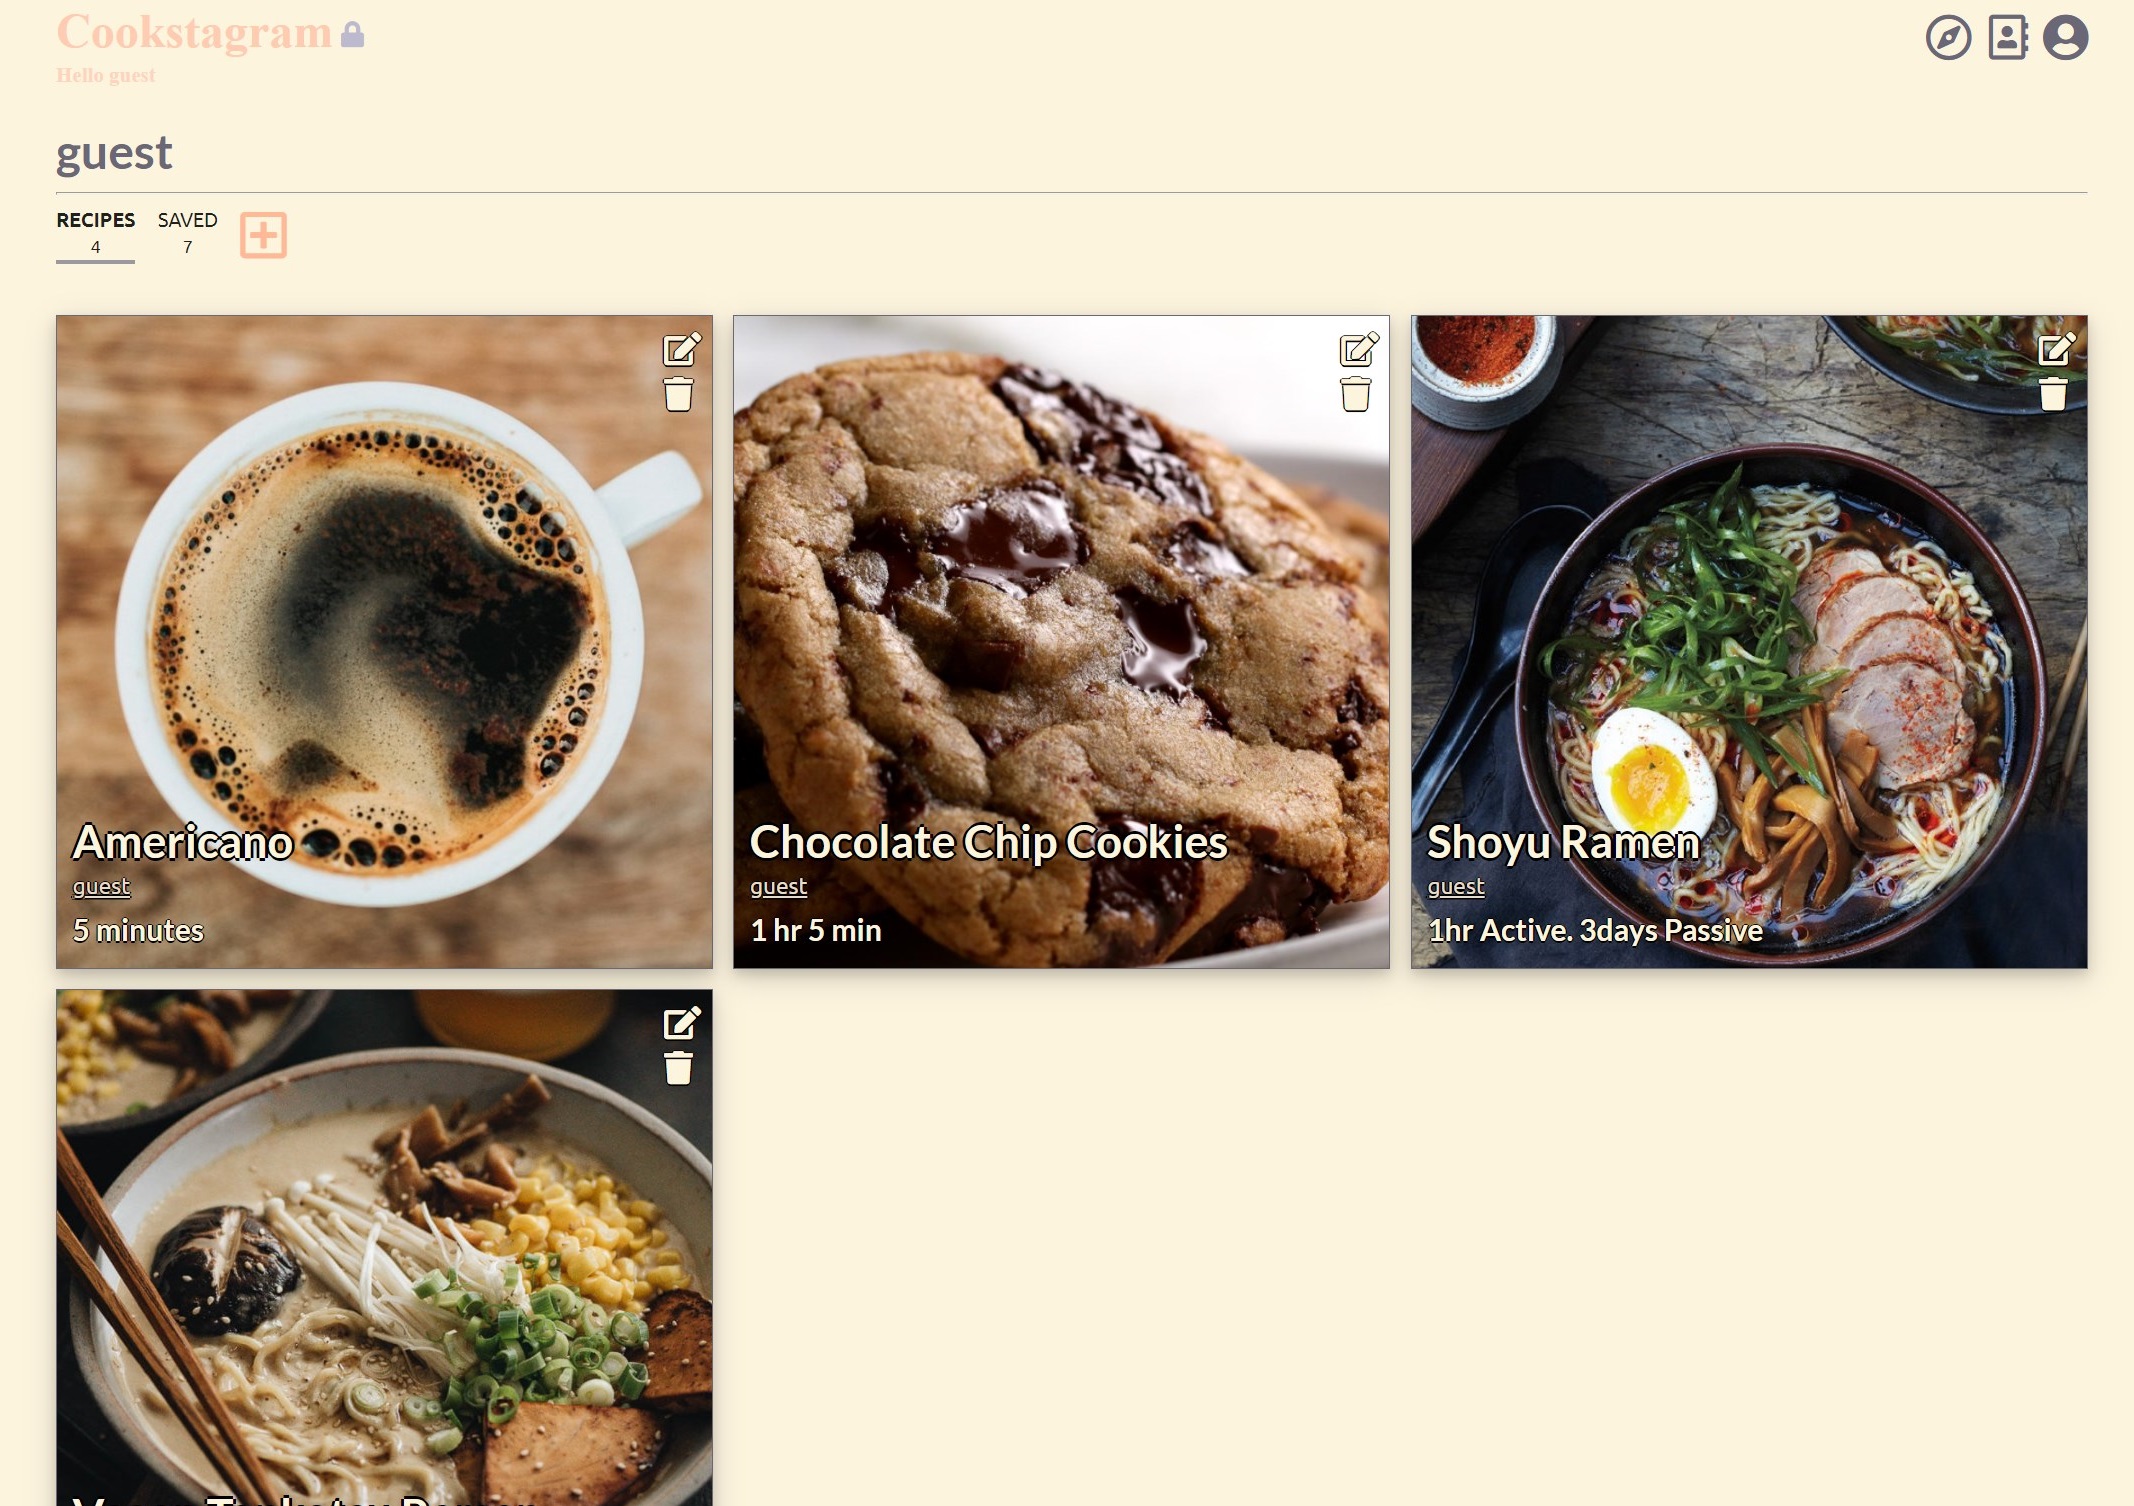 Cookstagram
Hello guest
guest
RECIPES SAVED
4 7
Americano
guest
5 minutes
Chocolate Chip Cookies
guest
1 hr 5 min
Shoyu Ramen
guest
1hr Active. 3days Passive